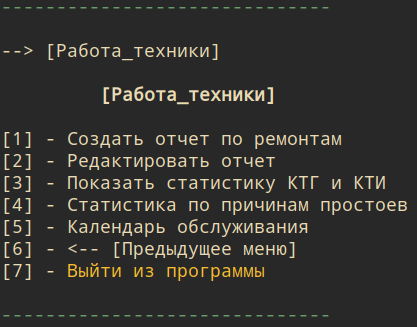 ------------------------------
--> [Работа_техники]
[Работа_техники]
[1] - Создать отчет по ремонтам
[2] - Редактировать отчет
[3] - Показать статистику КТГ и КТИ
[4] - Статистика по причинам простоев
[5] - Календарь обслуживания
[6] - <-- [Предыдущее меню]
[7] - Выйти из программы
------------------------------